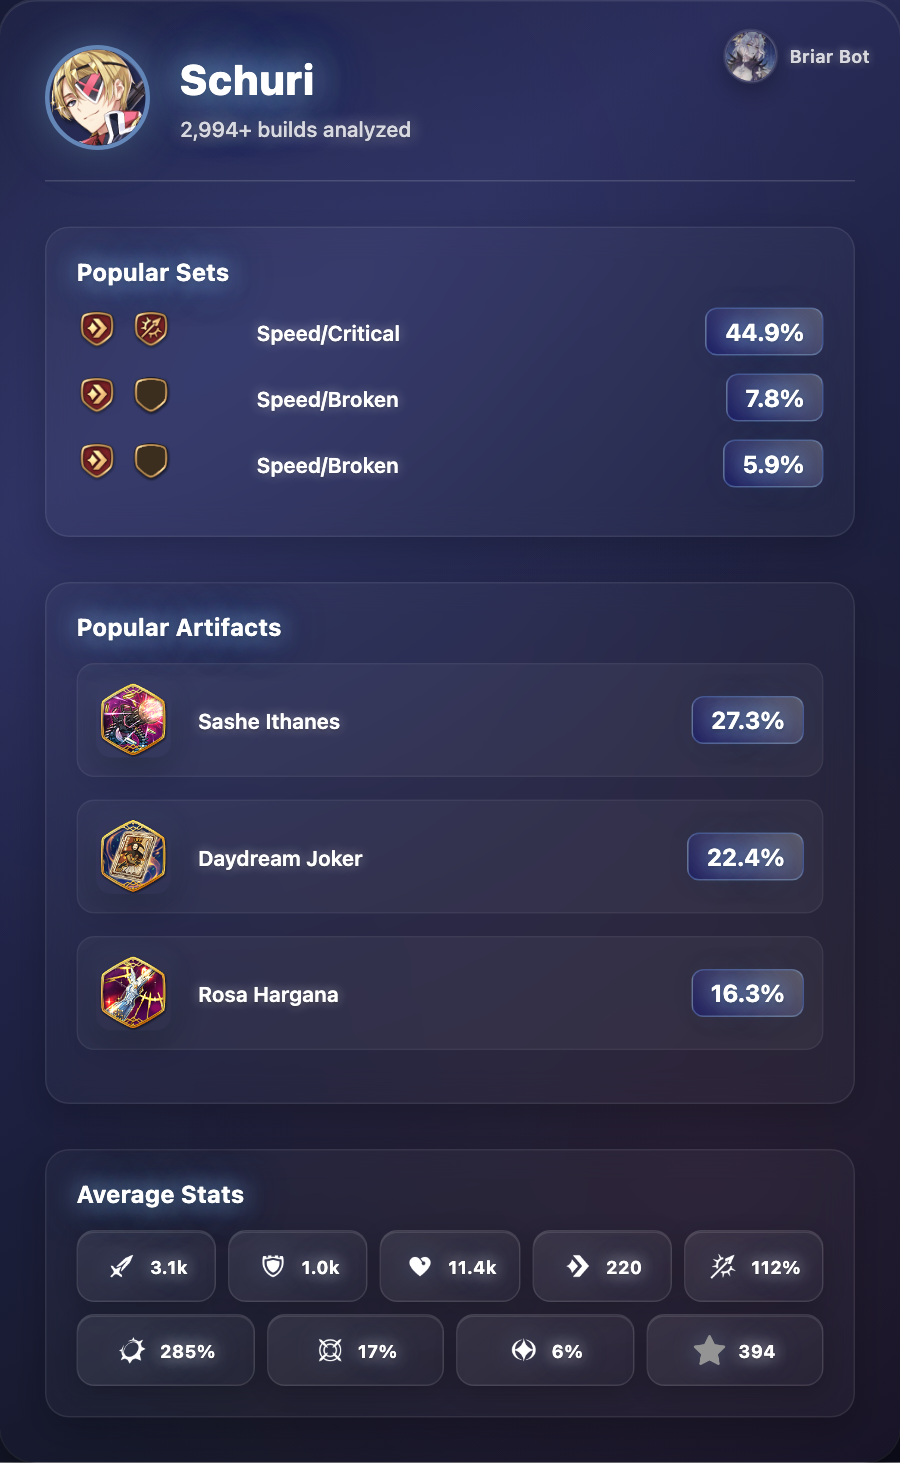 Schuri
2,994+ builds analyzed
Briar Bot
Popular Sets
Speed/Critical 44.9%
Speed/Broken 7.8%
Speed/Broken 5.9%
Popular Artifacts
Sashe Ithanes 27.3%
Daydream Joker 22.4%
Rosa Hargana 16.3%
Average Stats
3.1k 1.0k 11.4k 220 112%
285% 17% 6% 394